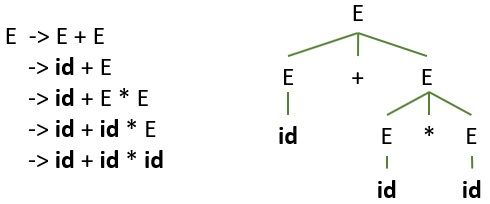 E -> E + E
-> id + E
-> id + E * E
-> id + id * E
-> id + id * id
E
E + E
id E * E
id id